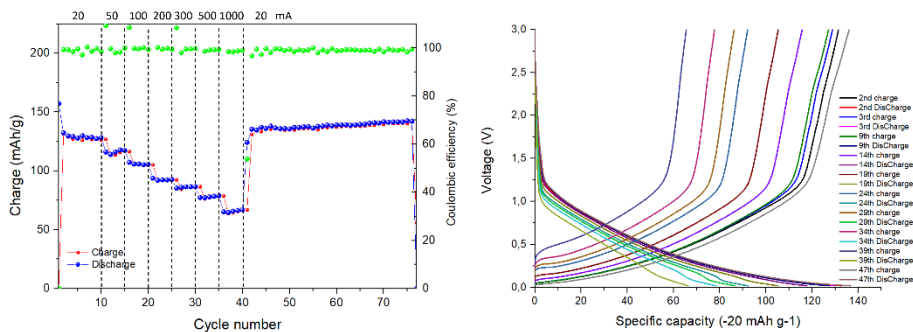 20 50 100 200 300 500 1000 20 mA
200
150
100
50
0
Charge (mAh/g)
100
80
60
40
20
0
Coulombic efficiency (%)
Charge
Discharge
10 20 30 40 50 60 70
Cycle number
3,0
2,5
2,0
1,5
1,0
0,5
0,0
Voltage (V)
2nd charge
2nd DisCharge
3rd charge
3rd DisCharge
9th charge
9th DisCharge
14th charge
14th DisCharge
19th charge
19th DisCharge
24th charge
24th DisCharge
29th charge
29th DisCharge
34th charge
34th DisCharge
39th charge
39th DisCharge
47th charge
47th DisCharge
0 20 40 60 80 100 120 140
Specific capacity (-20 mAh g-1)